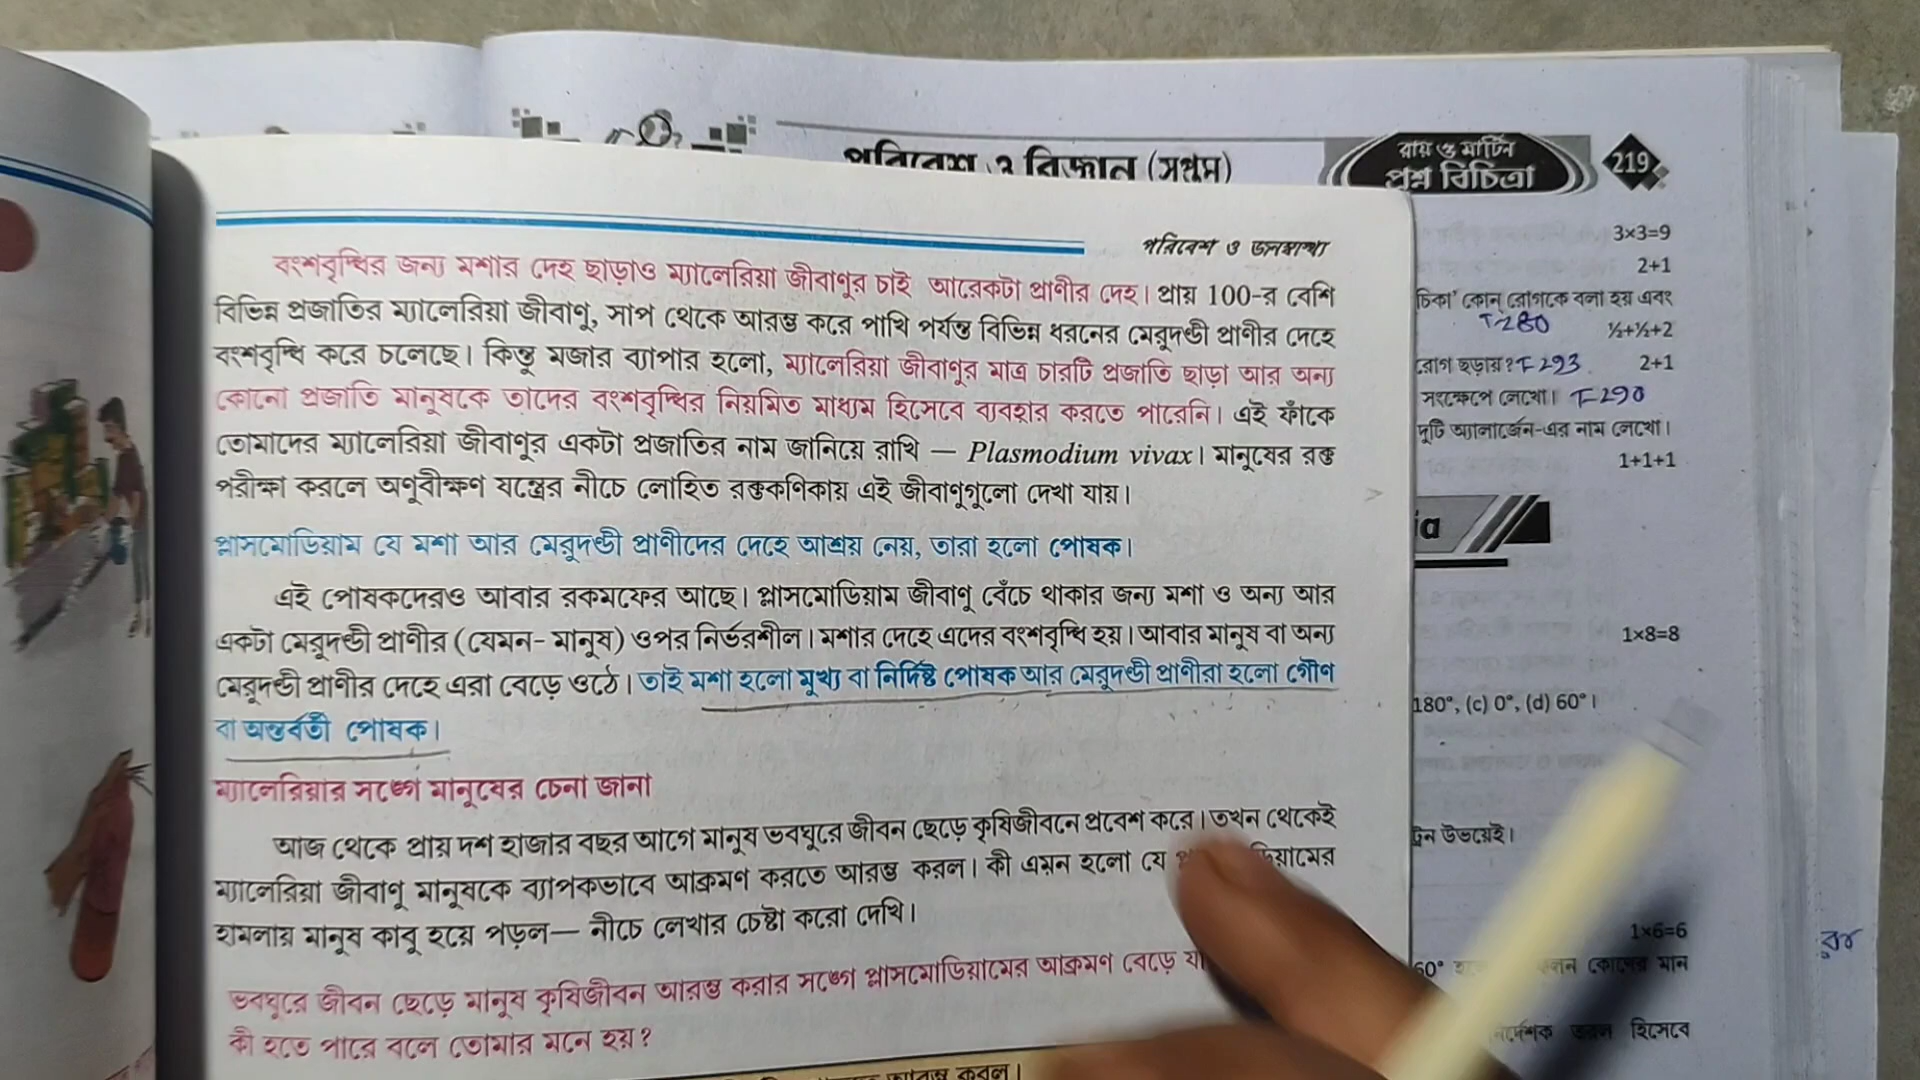 পরিবেশ ও বিজ্ঞান (সপ্তম)
রায় ও মার্টিন
প্রশ্ন বিচিত্রা
219
পরিবেশ ও জনস্বাস্থ্য
বংশবৃদ্ধির জন্য মশার দেহ ছাড়াও ম্যালেরিয়া জীবাণুর চাই আরেকটা প্রাণীর দেহ। প্রায় 100-র বেশি
বিভিন্ন প্রজাতির ম্যালেরিয়া জীবাণু, সাপ থেকে আরম্ভ করে পাখি পর্যন্ত বিভিন্ন ধরনের মেরুদণ্ডী প্রাণীর দেহে
বংশবৃদ্ধি করে চলেছে। কিন্তু মজার ব্যাপার হলো, ম্যালেরিয়া জীবাণুর মাত্র চারটি প্রজাতি ছাড়া আর অন্য
কোনো প্রজাতি মানুষকে তাদের বংশবৃদ্ধির নিয়মিত মাধ্যম হিসেবে ব্যবহার করতে পারেনি। এই ফাঁকে
তোমাদের ম্যালেরিয়া জীবাণুর একটা প্রজাতির নাম জানিয়ে রাখি — Plasmodium vivax। মানুষের রক্ত
পরীক্ষা করলে অণুবীক্ষণ যন্ত্রের নীচে লোহিত রক্তকণিকায় এই জীবাণুগুলো দেখা যায়।
প্লাসমোডিয়াম যে মশা আর মেরুদণ্ডী প্রাণীদের দেহে আশ্রয় নেয়, তারা হলো পোষক।
এই পোষকদেরও আবার রকমফের আছে। প্লাসমোডিয়াম জীবাণু বেঁচে থাকার জন্য মশা ও অন্য আর
একটা মেরুদণ্ডী প্রাণীর (যেমন- মানুষ) ওপর নির্ভরশীল। মশার দেহে এদের বংশবৃদ্ধি হয়। আবার মানুষ বা অন্য
মেরুদণ্ডী প্রাণীর দেহে এরা বেড়ে ওঠে। তাই মশা হলো মুখ্য বা নির্দিষ্ট পোষক আর মেরুদণ্ডী প্রাণীরা হলো গৌণ
বা অন্তর্বর্তী পোষক।
ম্যালেরিয়ার সঙ্গে মানুষের চেনা জানা
আজ থেকে প্রায় দশ হাজার বছর আগে মানুষ ভবঘুরে জীবন ছেড়ে কৃষিজীবনে প্রবেশ করে। তখন থেকেই
ম্যালেরিয়া জীবাণু মানুষকে ব্যাপকভাবে আক্রমণ করতে আরম্ভ করল। কী এমন হলো যে
হামলায় মানুষ কাবু হয়ে পড়ল— নীচে লেখার চেষ্টা করো দেখি।
ভবঘুরে জীবন ছেড়ে মানুষ কৃষিজীবন আরম্ভ করার সঙ্গে প্লাসমোডিয়ামের আক্রমণ বেড়ে
কী হতে পারে বলে তোমার মনে হয়?
3×3=9
2+1
কোন্ রোগকে বলা হয় এবং
T-280 ½+½+2
রোগ ছড়ায়? T-293 2+1
সংক্ষেপে লেখো। T-290
দুটি অ্যালার্জেন-এর নাম লেখো।
1+1+1
1×8=8
180°, (c) 0°, (d) 60°।
উভয়েই।
1×6=6
কোণের মান
হিসেবে